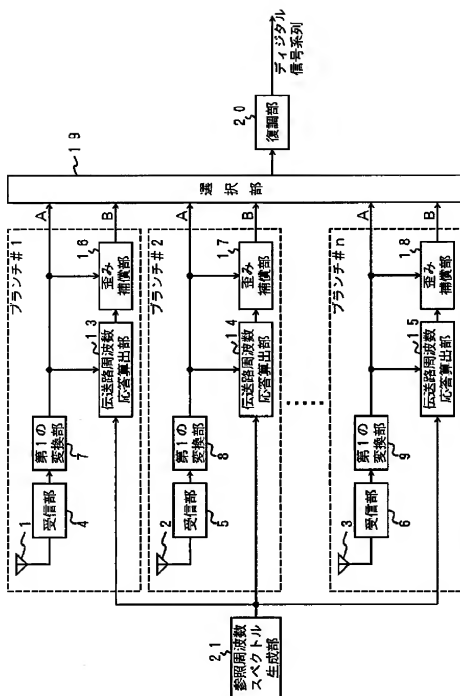 ブランチ#1
1
受信部
4
第1の
変換部
7
伝送路周波数
応答算出部
13
歪み
補償部
16
A
B
ブランチ#2
2
受信部
5
第1の
変換部
8
伝送路周波数
応答算出部
14
歪み
補償部
17
A
B
ブランチ#n
3
受信部
6
第1の
変換部
9
伝送路周波数
応答算出部
15
歪み
補償部
18
A
B
参照周波数
スペクトル
生成部
21
選択部
19
復調部
20
ディジタル
信号系列